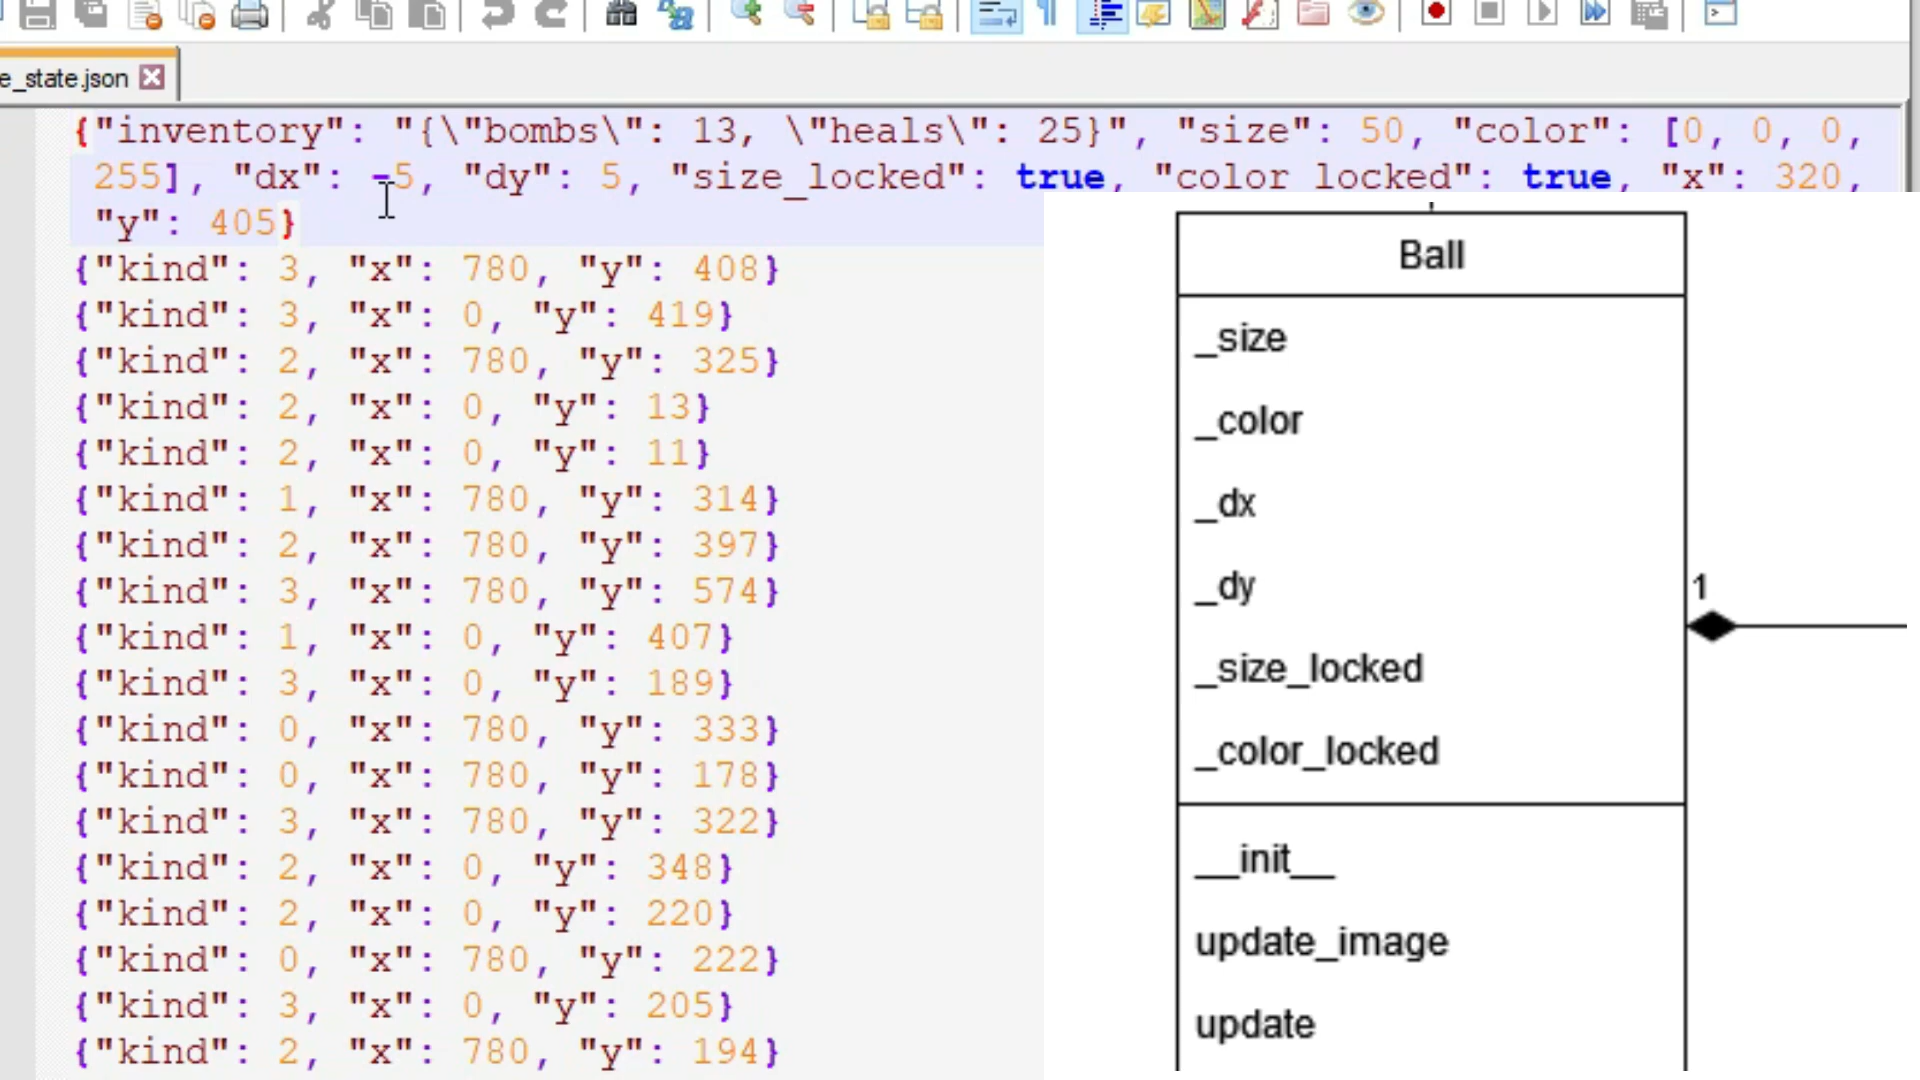 e_state.json
{"inventory": "{\"bombs\": 13, \"heals\": 25}", "size": 50, "color": [0, 0, 0,
255], "dx": -5, "dy": 5, "size_locked": true, "color_locked": true, "x": 320,
"y": 405}
{"kind": 3, "x": 780, "y": 408}
{"kind": 3, "x": 0, "y": 419}
{"kind": 2, "x": 780, "y": 325}
{"kind": 2, "x": 0, "y": 13}
{"kind": 2, "x": 0, "y": 11}
{"kind": 1, "x": 780, "y": 314}
{"kind": 2, "x": 780, "y": 397}
{"kind": 3, "x": 780, "y": 574}
{"kind": 1, "x": 0, "y": 407}
{"kind": 3, "x": 0, "y": 189}
{"kind": 0, "x": 780, "y": 333}
{"kind": 0, "x": 780, "y": 178}
{"kind": 3, "x": 780, "y": 322}
{"kind": 2, "x": 0, "y": 348}
{"kind": 2, "x": 0, "y": 220}
{"kind": 0, "x": 780, "y": 222}
{"kind": 3, "x": 0, "y": 205}
{"kind": 2, "x": 780, "y": 194}
Ball
_size
_color
_dx
_dy
_size_locked
_color_locked
__init__
update_image
update
1